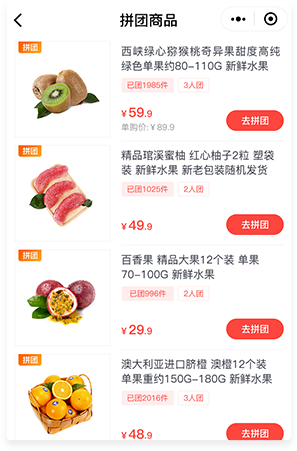 拼团商品
拼团
西峡绿心猕猴桃奇异果甜度高纯
绿色单果约80-110G 新鲜水果
已团1985件 3人团
¥59.9
单购价: ¥ 89.9
去拼团
拼团
精品琯溪蜜柚 红心柚子2粒 塑袋
装 新鲜水果 新老包装随机发货
已团1025件 2人团
¥49.9
去拼团
拼团
百香果 精品大果12个装 单果
70-100G 新鲜水果
已团996件 2人团
¥29.9
去拼团
拼团
澳大利亚进口脐橙 澳橙12个装
单果重约150G-180G 新鲜水果
已团2016件 3人团
¥48.9
去拼团